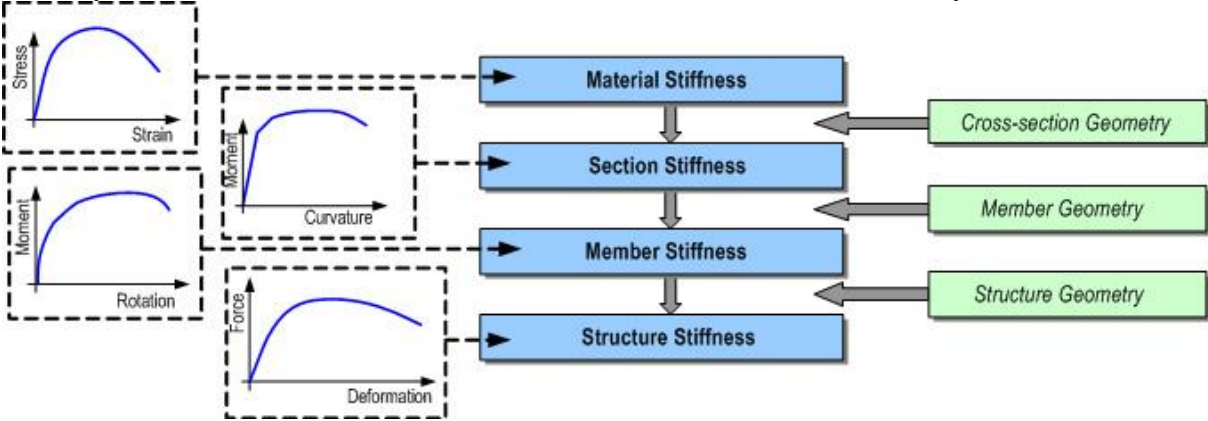 Stress
Strain
Moment
Curvature
Moment
Rotation
Force
Deformation
Material Stiffness
Section Stiffness
Member Stiffness
Structure Stiffness
Cross-section Geometry
Member Geometry
Structure Geometry